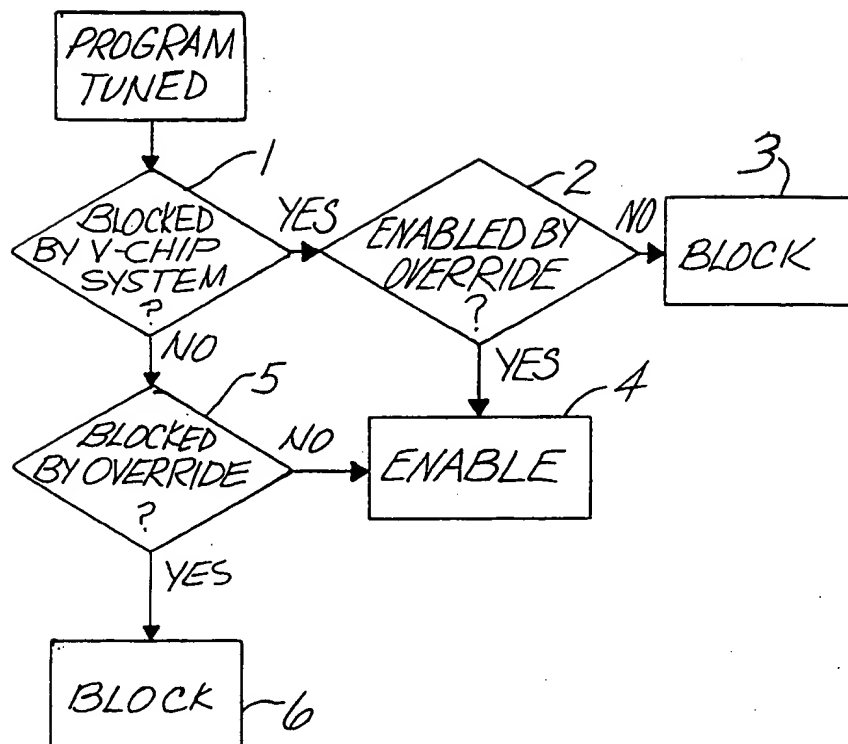 PROGRAM
TUNED
1
BLOCKED
BY V-CHIP
SYSTEM
?
YES
2
ENABLED BY
OVERRIDE
?
NO
3
BLOCK
NO
YES
5
BLOCKED
BY OVERRIDE
?
NO
4
ENABLE
YES
BLOCK
6